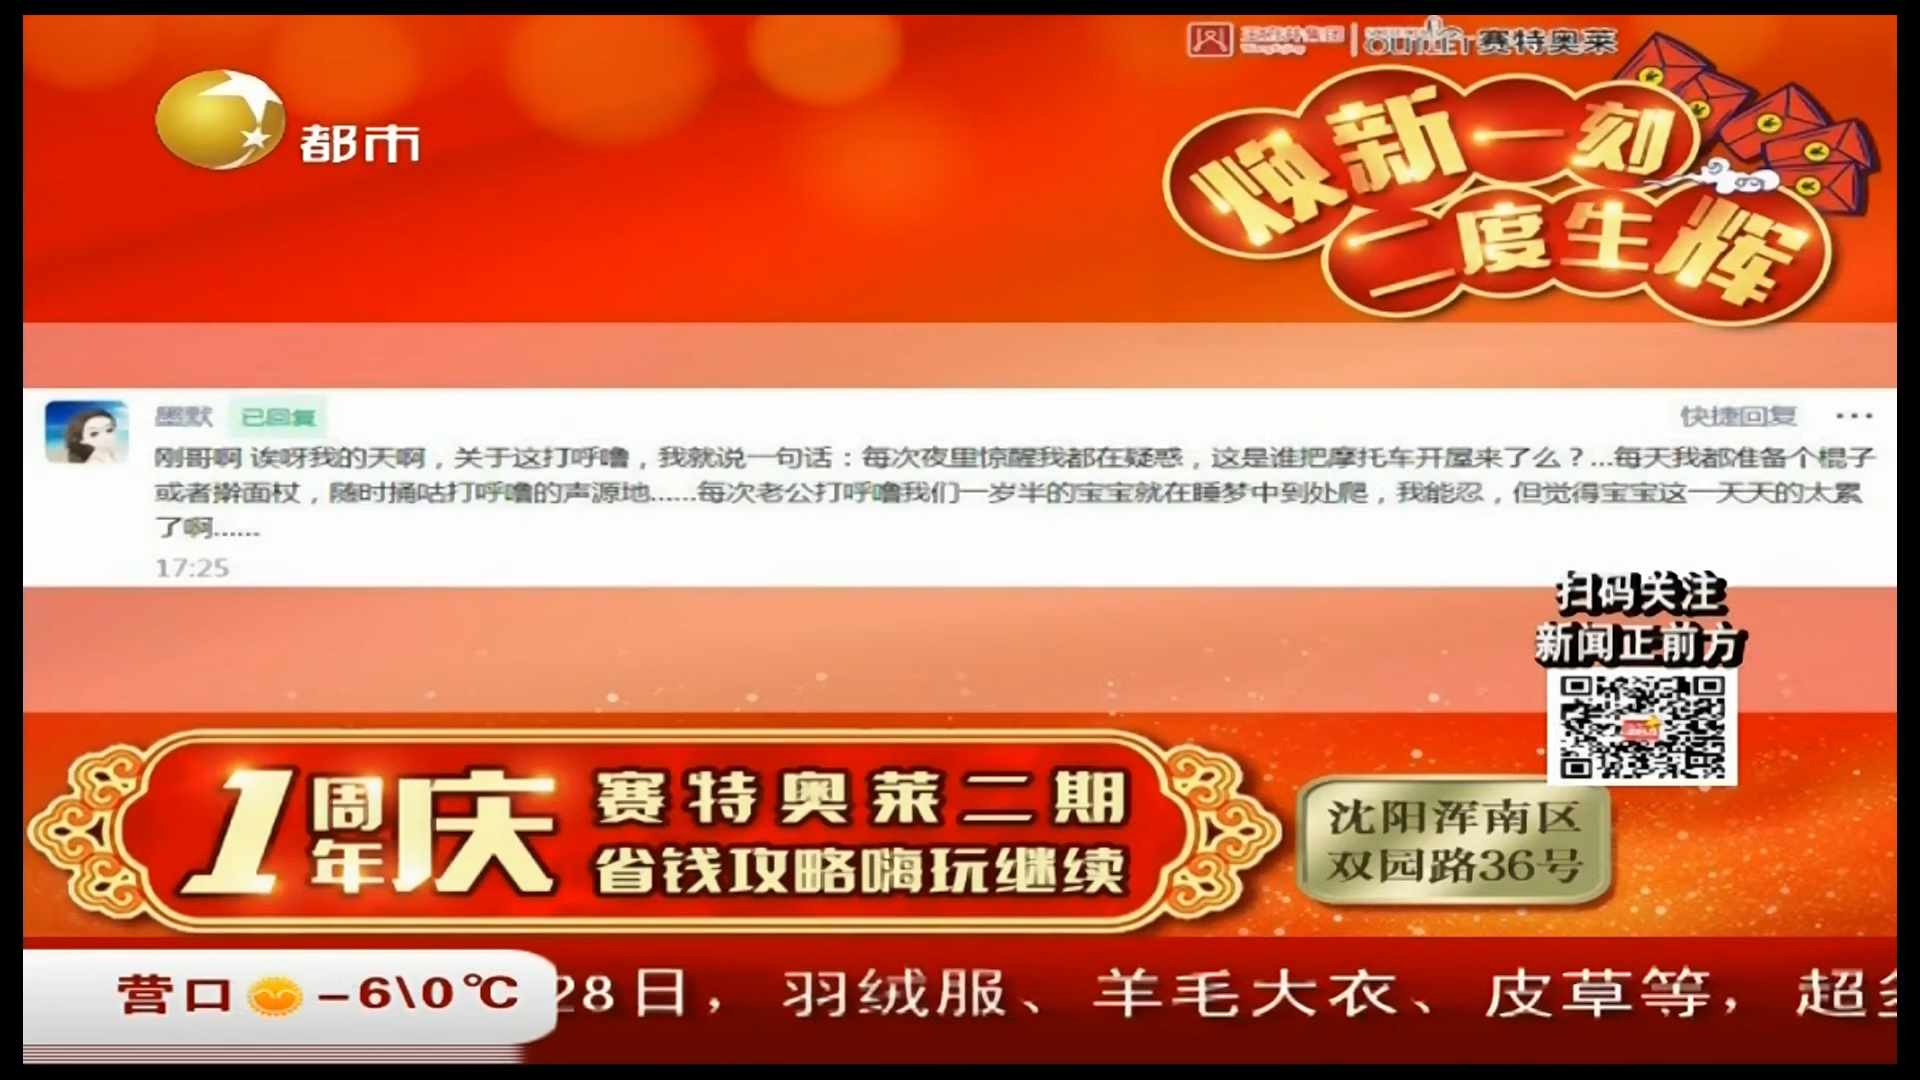 都市
王府井集团
OUTLET 赛特奥莱
焕新一刻
二度生辉
墨默 已回复 快捷回复 ···
刚哥啊 诶呀我的天啊，关于这打呼噜，我就说一句话：每次夜里惊醒我都在疑惑，这是谁把摩托车开屋来了么？...每天我都准备个棍子
或者擀面杖，随时捅咕打呼噜的声源地......每次老公打呼噜我们一岁半的宝宝就在睡梦中到处爬，我能忍，但觉得宝宝这一天天的太累
了啊......
17:25
扫码关注
新闻正前方
1周年庆
赛特奥莱二期
省钱攻略嗨玩继续
沈阳浑南区
双园路36号
营口 -6\0℃
28日，羽绒服、羊毛大衣、皮草等，超